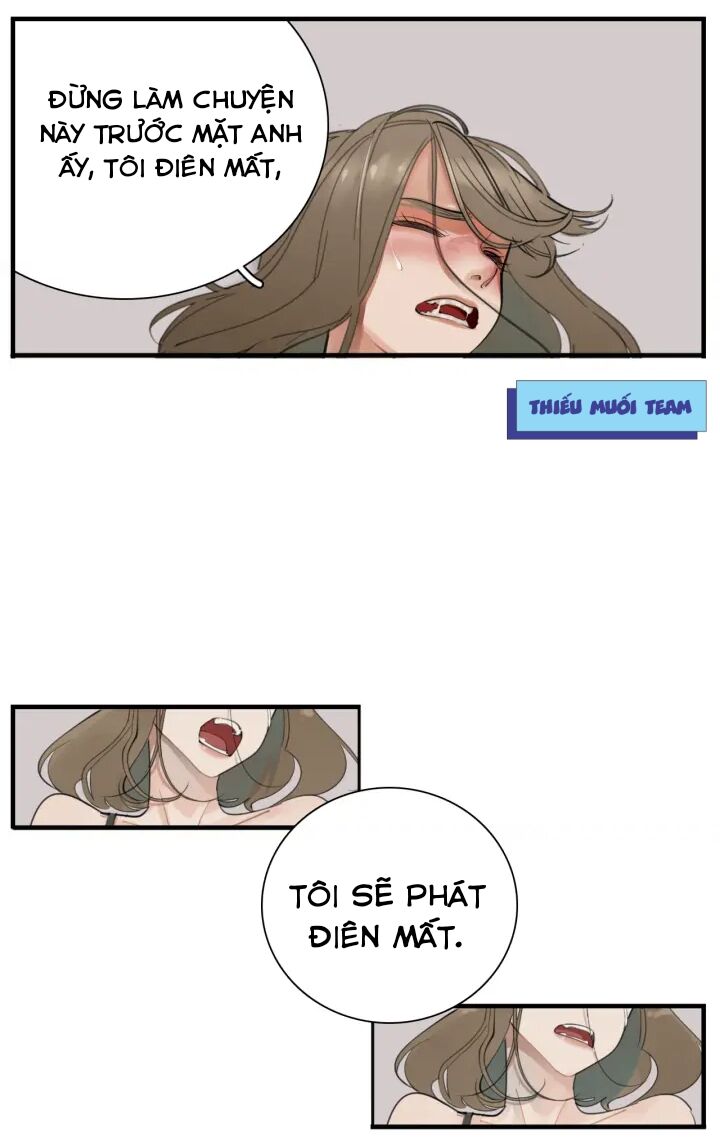 ĐỪNG LÀM CHUYỆN
NÀY TRƯỚC MẶT ANH
ẤY, TÔI ĐIÊN MẤT,
THIẾU MUỐI TEAM
TÔI SẼ PHÁT
ĐIÊN MẤT.